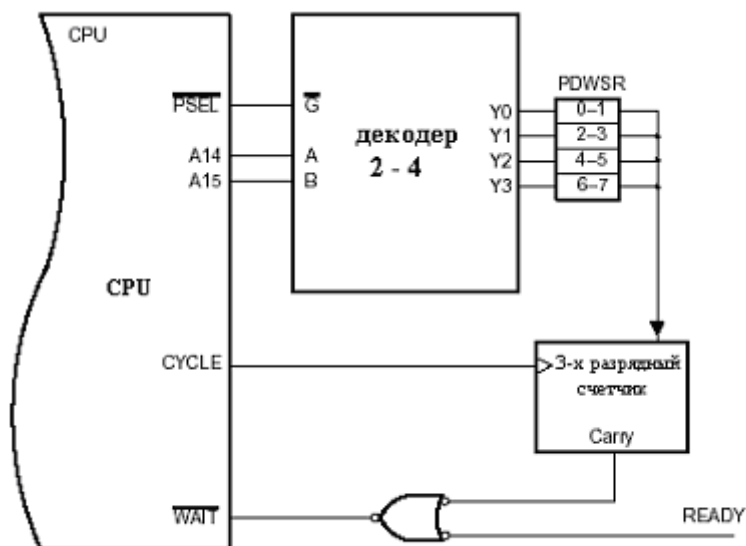 CPU
PSEL
G
A14
A
A15
B
декодер
2 - 4
Y0
Y1
Y2
Y3
PDWSR
0–1
2–3
4–5
6–7
CPU
CYCLE
3-х разрядный
счетчик
Carry
WAIT
READY